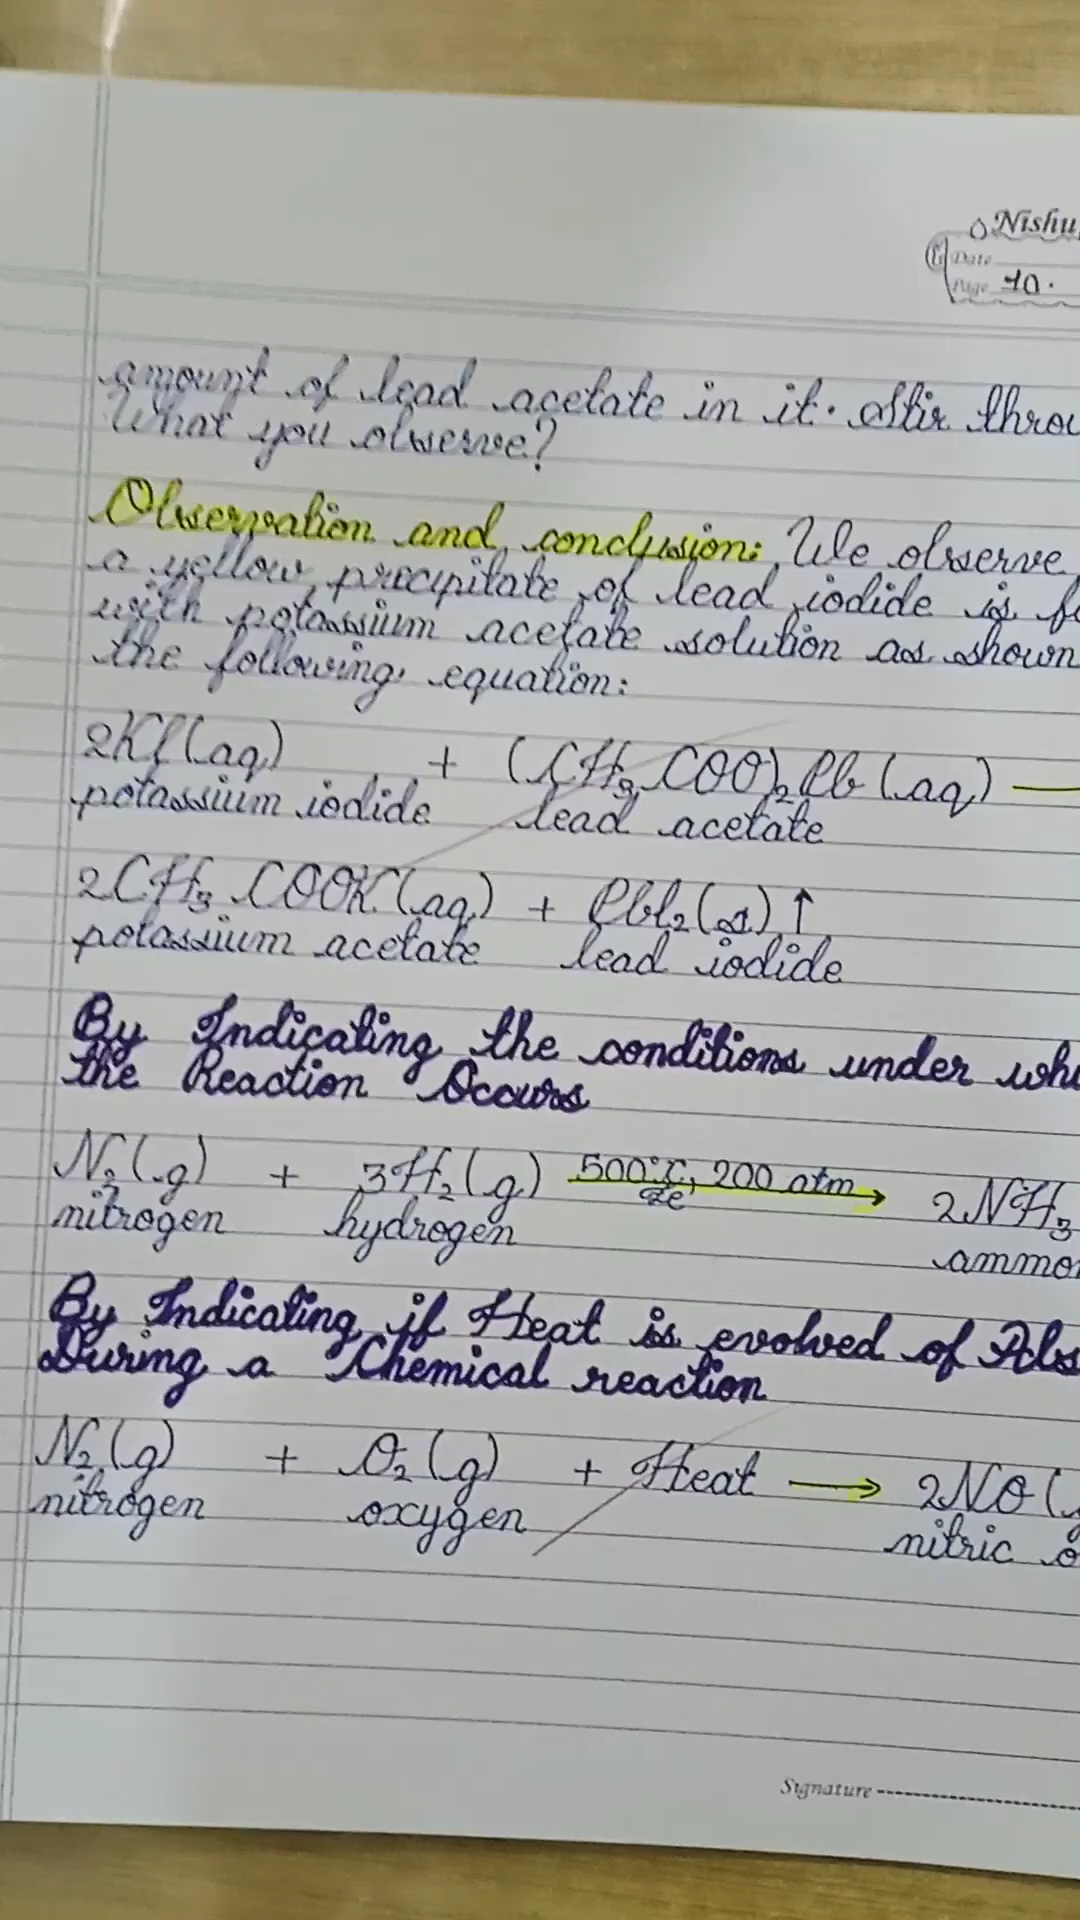 Nishu
Date
Page 10.
amount of lead acetate in it. Stir throu
What you observe?
Observation and conclusion: We observe
a yellow precipitate of lead iodide is fo
with potassium acetate solution as shown
the following equation:
2KI(aq) + (CH₃COO)₂Pb(aq) —
potassium iodide lead acetate
2CH₃COOK(aq) + PbI₂(s)↑
potassium acetate lead iodide
By Indicating the conditions under whi
the Reaction Occurs
N₂(g) + 3H₂(g) 500°C, 200 atm → 2NH₃
nitrogen hydrogen ammo
By Indicating if Heat is evolved of Abs
During a Chemical reaction
N₂(g) + O₂(g) + Heat → 2NO(g
nitrogen oxygen nitric o
Signature